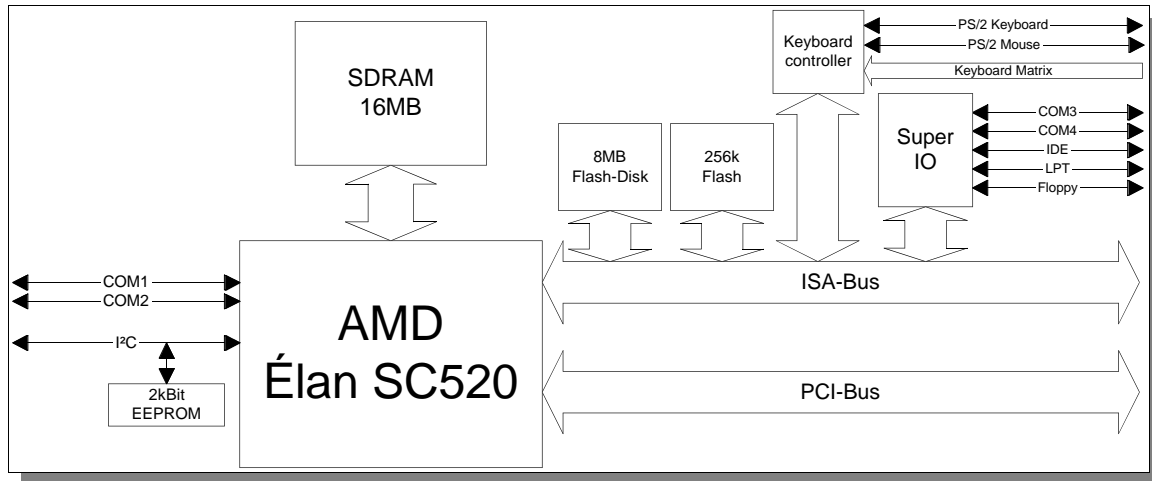 SDRAM
16MB
Keyboard
controller
PS/2 Keyboard
PS/2 Mouse
Keyboard Matrix
8MB
Flash-Disk
256k
Flash
Super
IO
COM3
COM4
IDE
LPT
Floppy
COM1
COM2
I²C
2kBit
EEPROM
AMD
Élan SC520
ISA-Bus
PCI-Bus